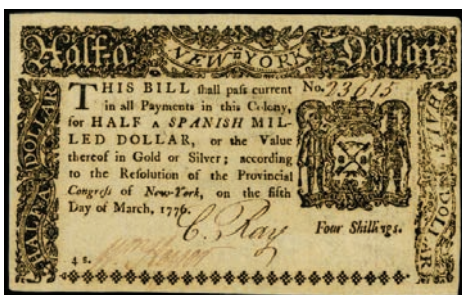 Half-a NEW-YORK Dollar
THIS BILL ſhall paſs current
in all Payments in this Colony,
for HALF A SPANISH MIL-
LED DOLLAR, or the Value
thereof in Gold or Silver; according
to the Reſolution of the Provincial
Congreſs of New-York, on the fifth
Day of March, 1776.
No. 23615
C. Ray
Four Shillings.
4 s.
HALF A DOLLAR
HALF A DOLLAR